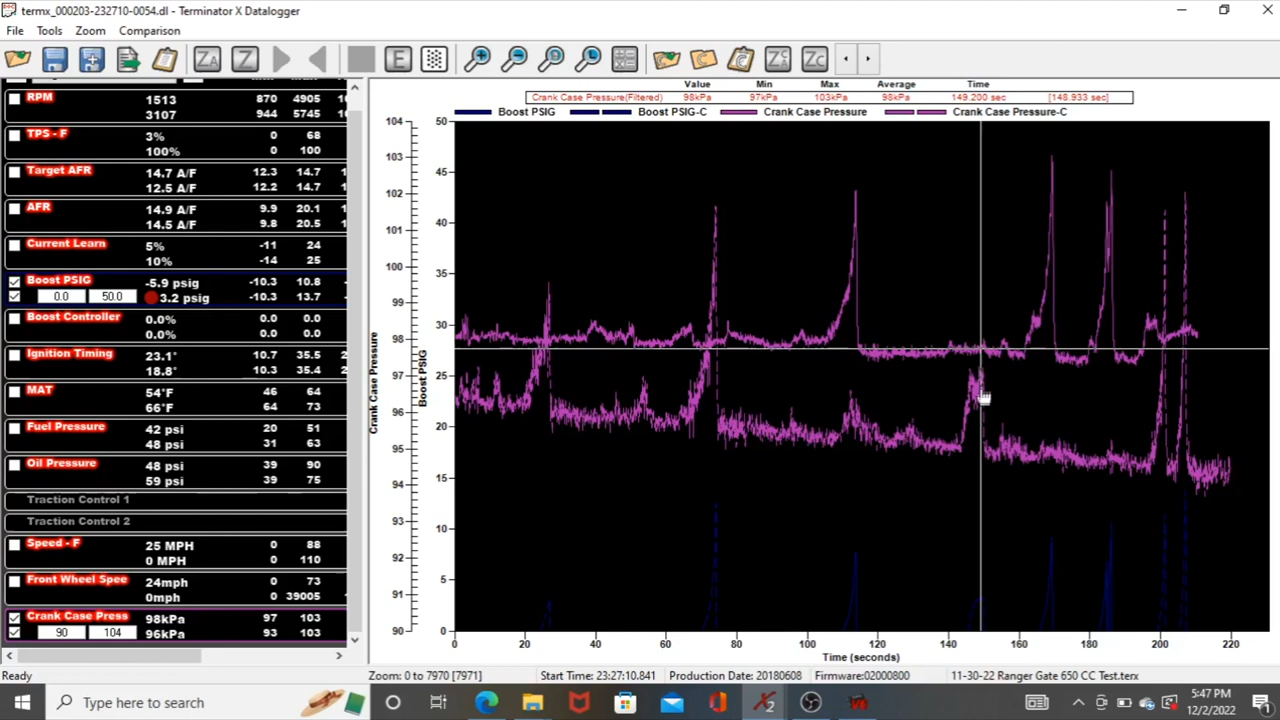 termx_000203-232710-0054.dl - Terminator X Datalogger
File Tools Zoom Comparison
ZA Z E ZC ZC
Value Min Max Average Time
Crank Case Pressure(Filtered) 98kPa 97kPa 103kPa 98kPa 149.200 sec [148.933 sec]
Boost PSIG Boost PSIG-C Crank Case Pressure Crank Case Pressure-C
RPM 1513 870 4905
3107 944 5745
TPS - F 3% 0 68
100% 0 100
Target AFR 14.7 A/F 12.3 14.7
12.5 A/F 12.2 14.7
AFR 14.9 A/F 9.9 20.1
14.5 A/F 9.8 20.5
Current Learn 5% -11 24
10% -14 25
Boost PSIG -5.9 psig -10.3 10.8
0.0 50.0 3.2 psig -10.3 13.7
Boost Controller 0.0% 0.0 0.0
0.0% 0.0 0.0
Ignition Timing 23.1° 10.7 35.5
18.8° 10.3 35.4
MAT 54°F 46 64
66°F 64 73
Fuel Pressure 42 psi 20 51
48 psi 31 63
Oil Pressure 48 psi 39 90
59 psi 39 75
Traction Control 1
Traction Control 2
Speed - F 25 MPH 0 88
0 MPH 0 110
Front Wheel Spee 24mph 0 73
0mph 0 39005
Crank Case Press 98kPa 97 103
90 104 96kPa 93 103
104
103
102
101
100
99
98
97
96
95
94
93
92
91
90
Crank Case Pressure
50
45
40
35
30
25
20
15
10
5
0
Boost PSIG
0 20 40 60 80 100 120 140 160 180 200 220
Time (seconds)
Ready Zoom: 0 to 7970 [7971] Start Time: 23:27:10.841 Production Date: 20180608 Firmware:02000800 11-30-22 Ranger Gate 650 CC Test.terx
Type here to search
5:47 PM
12/2/2022